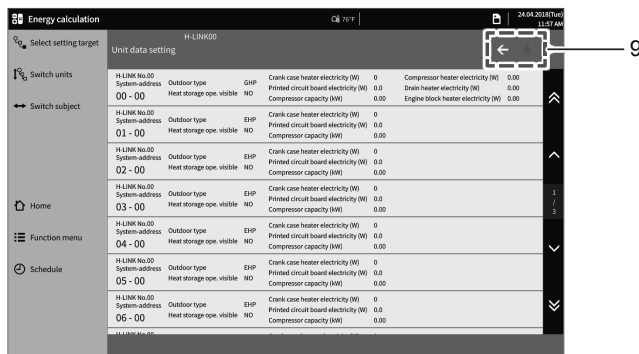 Energy calculation
76°F
24.04.2018(Tue)
11:57 AM
Select setting target
H-LINK00
Unit data setting
9
Switch units
Switch subject
Home
Function menu
Schedule
H-LINK No.00
System-address Outdoor type GHP Crank case heater electricity (W) 0 Compressor heater electricity (W) 0.00
00 - 00 Heat storage ope. visible NO Printed circuit board electricity (W) 0.0 Drain heater electricity (W) 0.00
Compressor capacity (kW) 0.00 Engine block heater electricity (W) 0.00
H-LINK No.00
System-address Outdoor type EHP Crank case heater electricity (W) 0
01 - 00 Heat storage ope. visible NO Printed circuit board electricity (W) 0.0
Compressor capacity (kW) 0.00
H-LINK No.00
System-address Outdoor type EHP Crank case heater electricity (W) 0
02 - 00 Heat storage ope. visible NO Printed circuit board electricity (W) 0.0
Compressor capacity (kW) 0.00
H-LINK No.00
System-address Outdoor type EHP Crank case heater electricity (W) 0
03 - 00 Heat storage ope. visible NO Printed circuit board electricity (W) 0.0
Compressor capacity (kW) 0.00
H-LINK No.00
System-address Outdoor type EHP Crank case heater electricity (W) 0
04 - 00 Heat storage ope. visible NO Printed circuit board electricity (W) 0.0
Compressor capacity (kW) 0.00
H-LINK No.00
System-address Outdoor type EHP Crank case heater electricity (W) 0
05 - 00 Heat storage ope. visible NO Printed circuit board electricity (W) 0.0
Compressor capacity (kW) 0.00
H-LINK No.00
System-address Outdoor type EHP Crank case heater electricity (W) 0
06 - 00 Heat storage ope. visible NO Printed circuit board electricity (W) 0.0
Compressor capacity (kW) 0.00
1
/
3